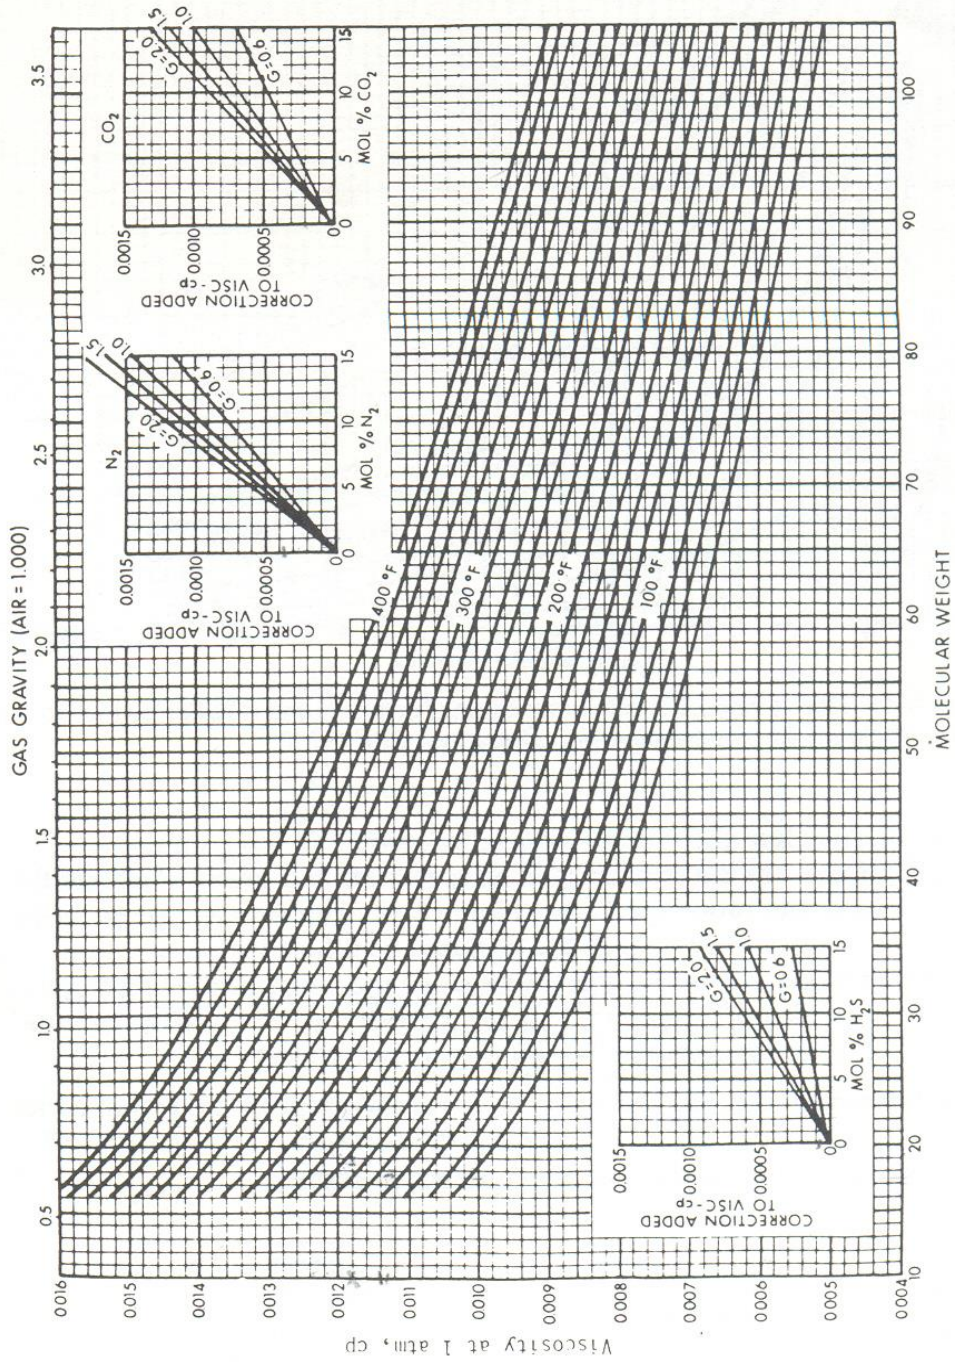 GAS GRAVITY (AIR = 1.000)
0.5
1.0
1.5
2.0
2.5
3.0
3.5
Viscosity at 1 atm, cp
0.016
0.015
0.014
0.013
0.012
0.011
0.010
0.009
0.008
0.007
0.006
0.005
0.004
10
20
30
40
50
60
70
80
90
100
MOLECULAR WEIGHT
400 °F
300 °F
200 °F
100 °F
H2S
CORRECTION ADDED
TO VISC-cp
0.0015
0.0010
0.0005
0
0
5
10
15
MOL % H2S
G=2.0
1.5
1.0
G=0.6
N2
CORRECTION ADDED
TO VISC-cp
0.0015
0.0010
0.0005
0
0
5
10
15
MOL % N2
G=2.0
1.5
1.0
G=0.6
CO2
CORRECTION ADDED
TO VISC-cp
0.0015
0.0010
0.0005
0
0
5
10
15
MOL % CO2
G=2.0
1.5
1.0
G=0.6